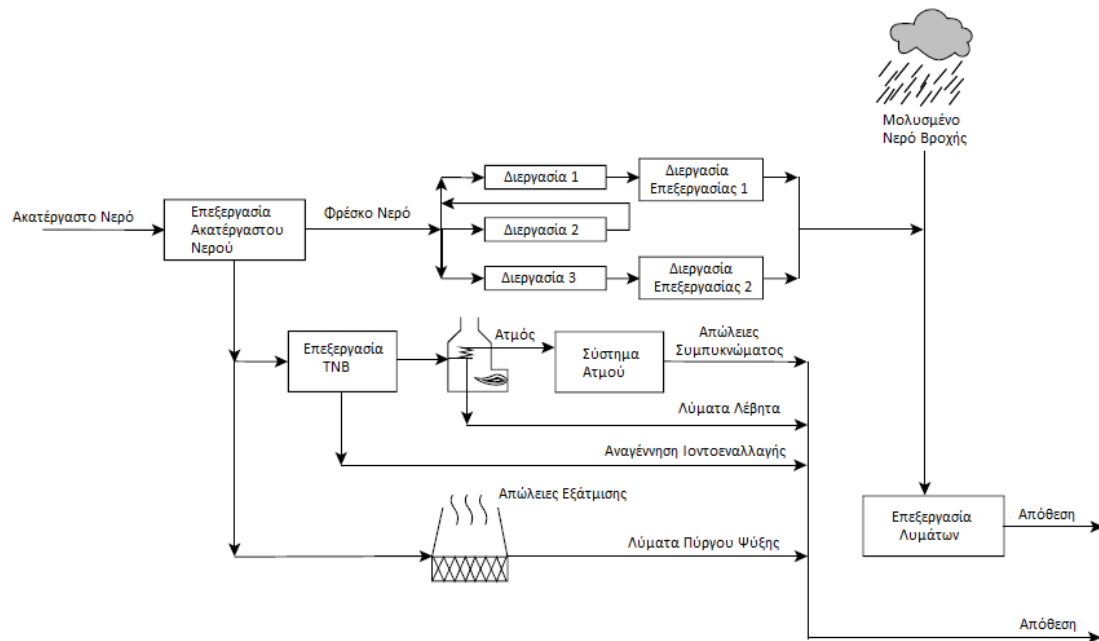 Μολυσμένο
Νερό Βροχής
Διεργασία 1
Διεργασία
Επεξεργασίας 1
Ακατέργαστο Νερό
Επεξεργασία
Ακατέργαστου
Νερού
Φρέσκο Νερό
Διεργασία 2
Διεργασία 3
Διεργασία
Επεξεργασίας 2
Επεξεργασία
ΤΝΒ
Ατμός
Σύστημα
Ατμού
Απώλειες
Συμπυκνώματος
Λύματα Λέβητα
Αναγέννηση Ιοντοεναλλαγής
Απώλειες Εξάτμισης
Λύματα Πύργου Ψύξης
Επεξεργασία
Λυμάτων
Απόθεση
Απόθεση